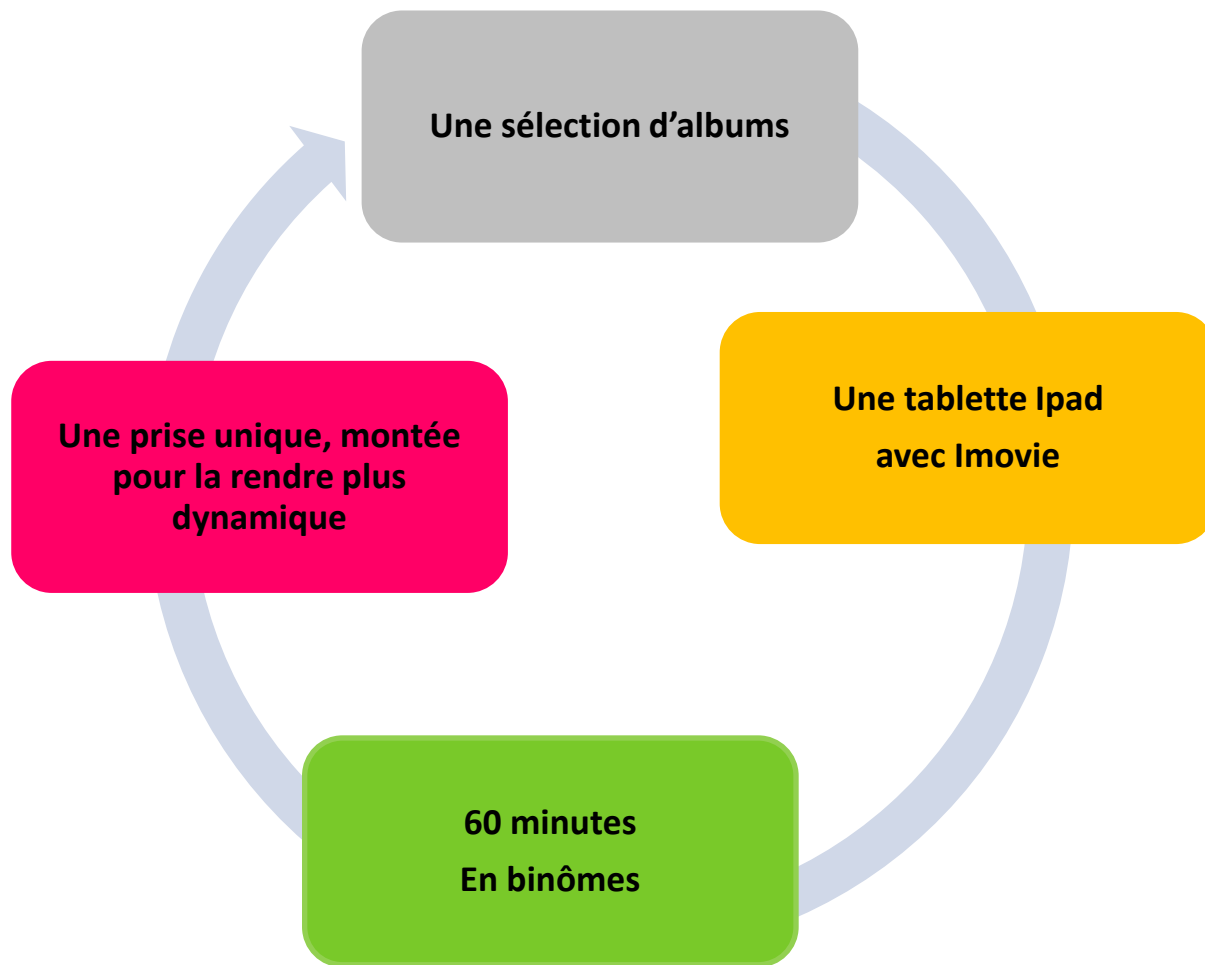 Une sélection d’albums
Une tablette Ipad
avec Imovie
60 minutes
En binômes
Une prise unique, montée
pour la rendre plus
dynamique